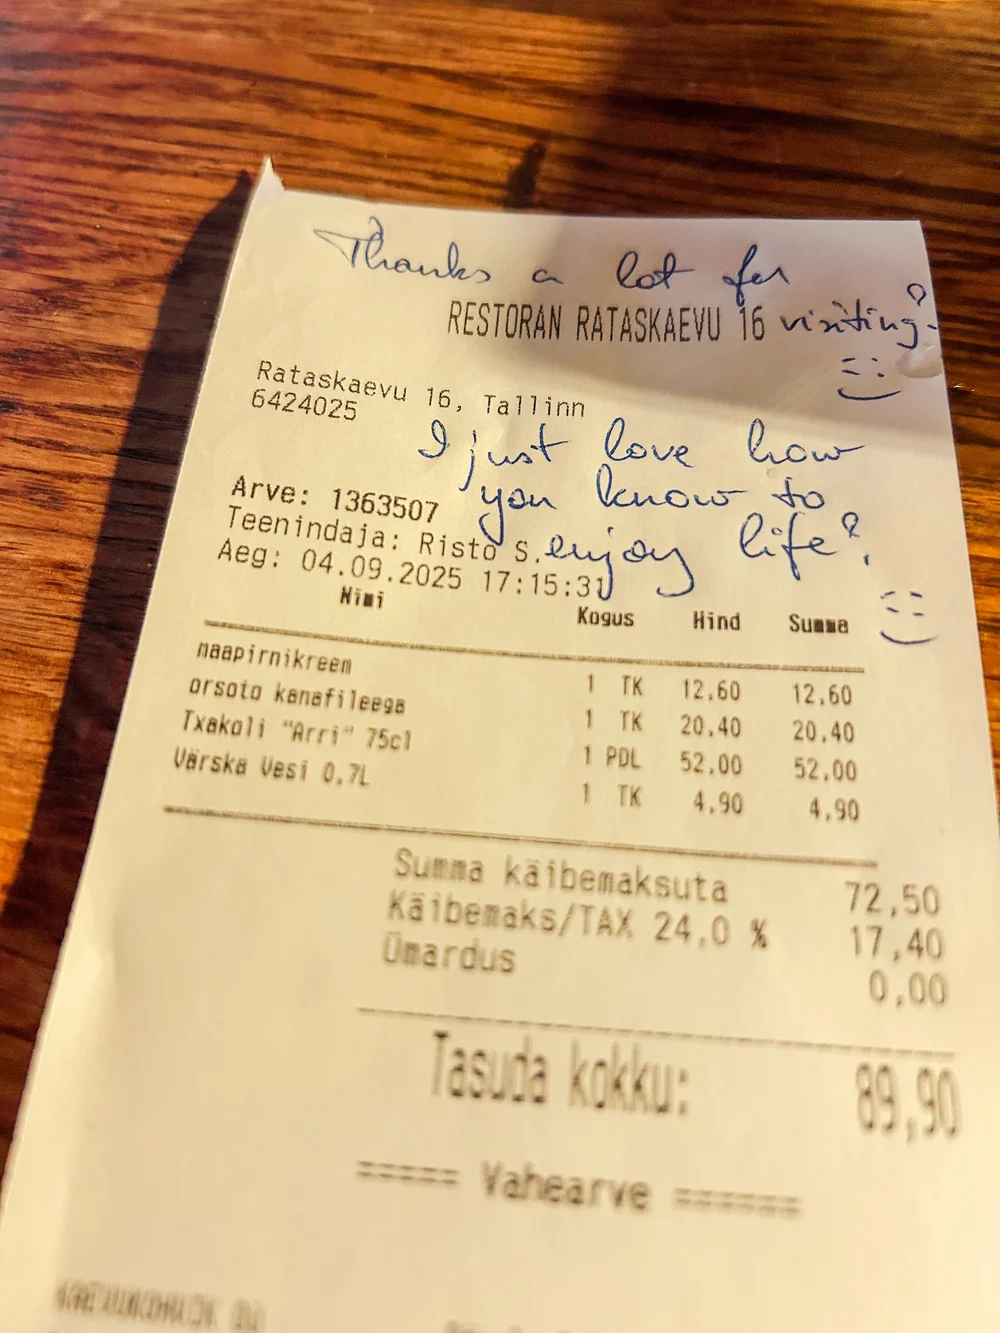 Thanks a lot for
RESTORAN RATASKAEVU 16 visiting!
Rataskaevu 16, Tallinn
6424025
I just love how
you know to
enjoy life!
Arve: 1363507
Teenindaja: Risto S.
Aeg: 04.09.2025 17:15:31
Nimi Kogus Hind Summa
maapirnikreem 1 TK 12,60 12,60
orsoto kanafileega 1 TK 20,40 20,40
Txakoli "Arri" 75cl 1 PDL 52,00 52,00
Värska Vesi 0,7L 1 TK 4,90 4,90
Summa käibemaksuta 72,50
Käibemaks/TAX 24,0 % 17,40
Ümardus 0,00
Tasuda kokku: 89,90
===== Vahearve ======